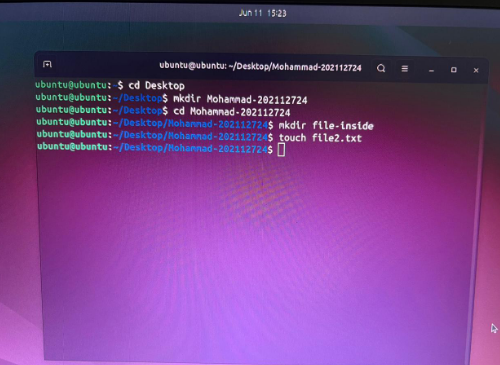 Jun 11 15:23
ubuntu@ubuntu: ~/Desktop/Mohammad-202112724
ubuntu@ubuntu:~$ cd Desktop
ubuntu@ubuntu:~/Desktop$ mkdir Mohammad-202112724
ubuntu@ubuntu:~/Desktop$ cd Mohammad-202112724
ubuntu@ubuntu:~/Desktop/Mohammad-202112724$ mkdir file-inside
ubuntu@ubuntu:~/Desktop/Mohammad-202112724$ touch file2.txt
ubuntu@ubuntu:~/Desktop/Mohammad-202112724$